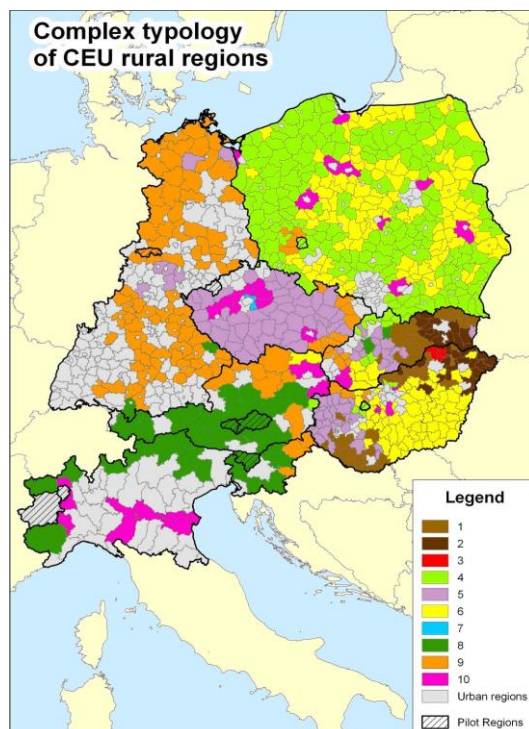 Complex typology
of CEU rural regions
Legend
1
2
3
4
5
6
7
8
9
10
Urban regions
Pilot Regions